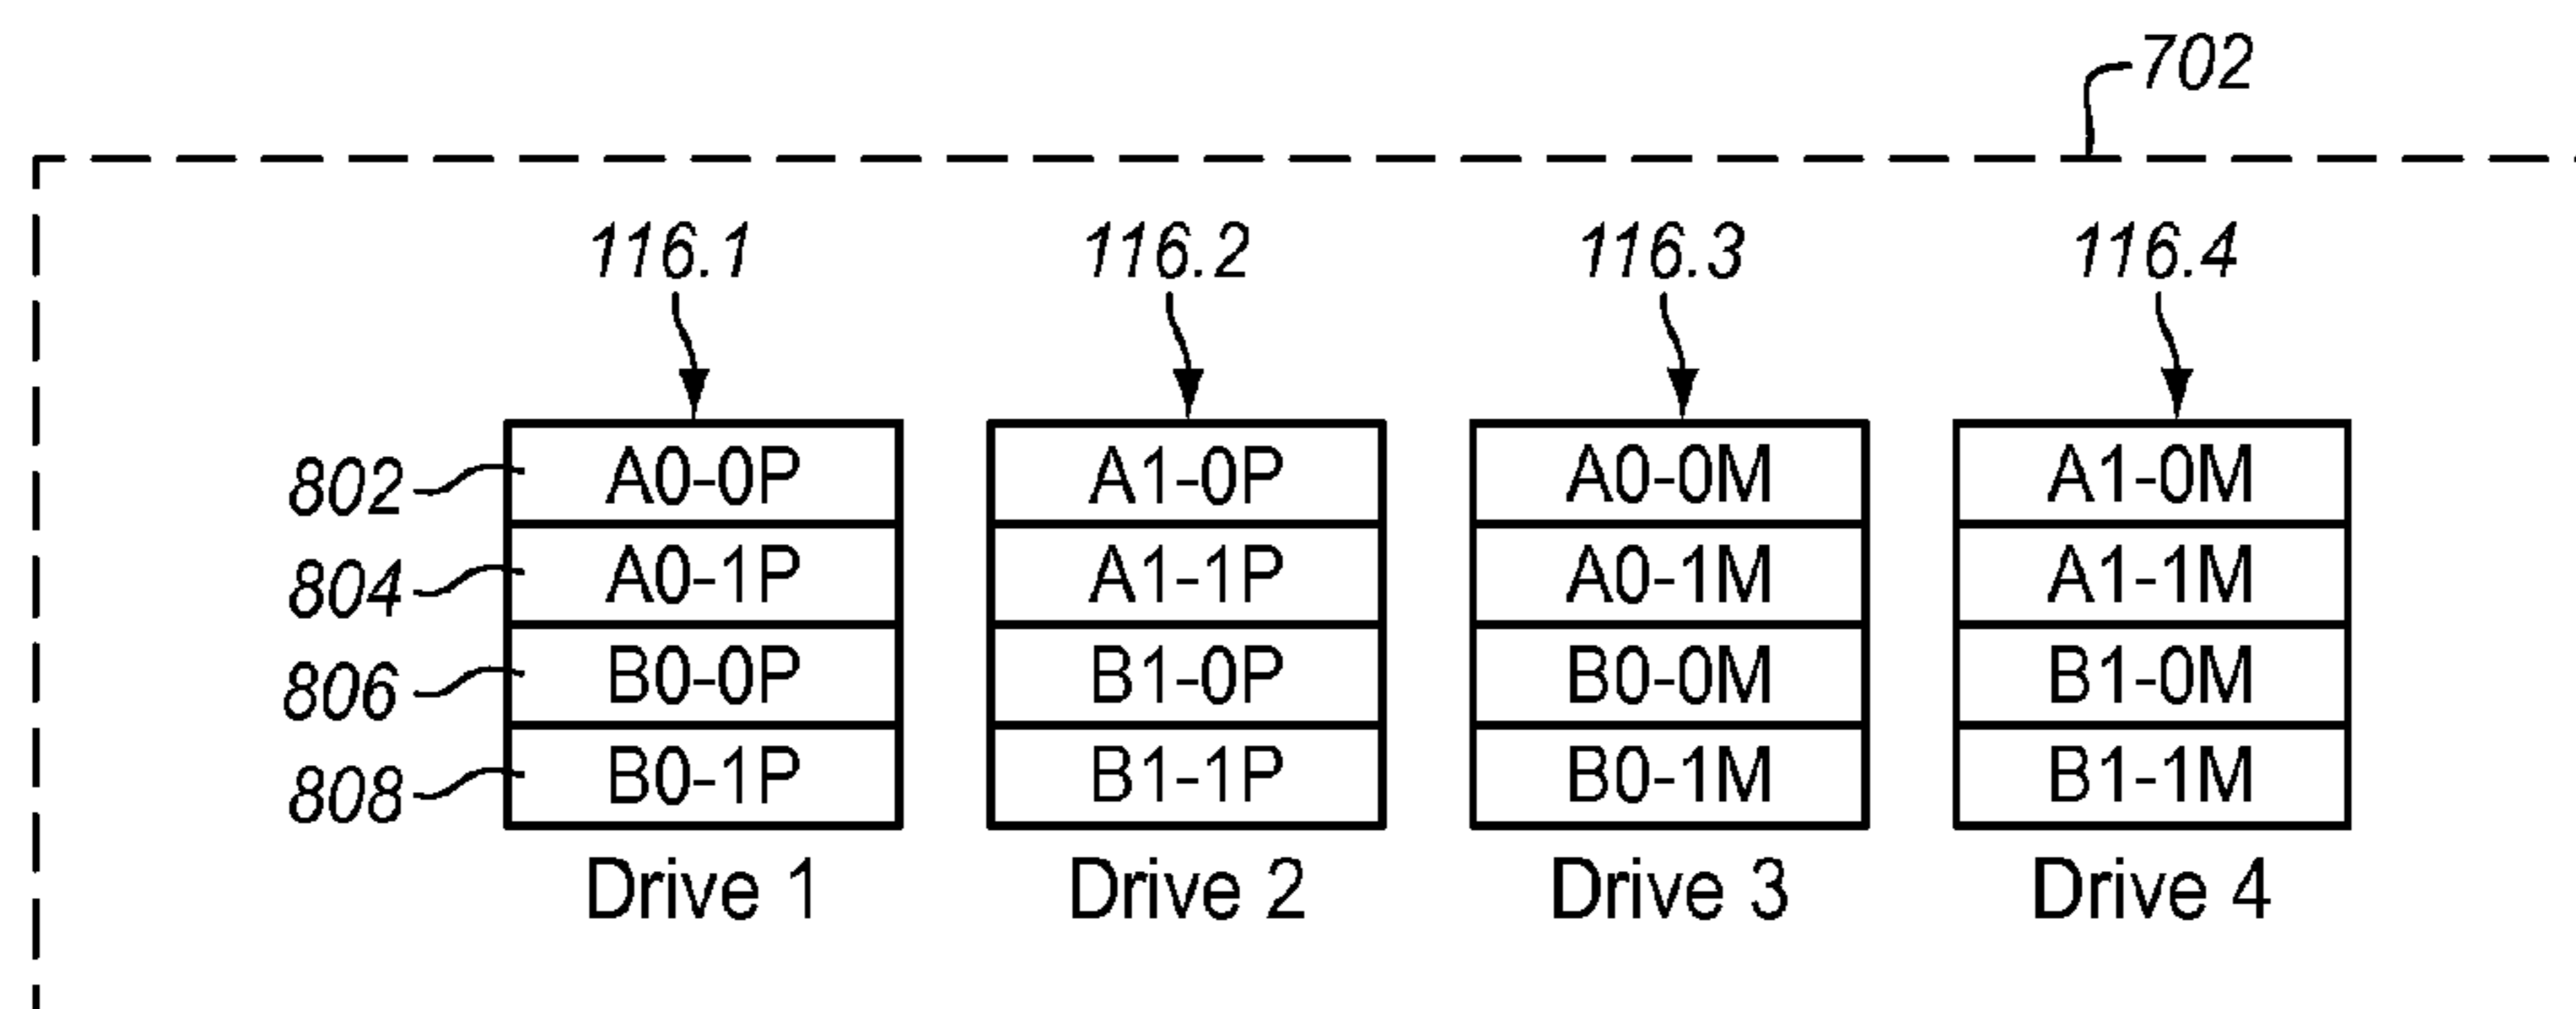 702
116.1 116.2 116.3 116.4
802 A0-0P A1-0P A0-0M A1-0M
804 A0-1P A1-1P A0-1M A1-1M
806 B0-0P B1-0P B0-0M B1-0M
808 B0-1P B1-1P B0-1M B1-1M
Drive 1 Drive 2 Drive 3 Drive 4